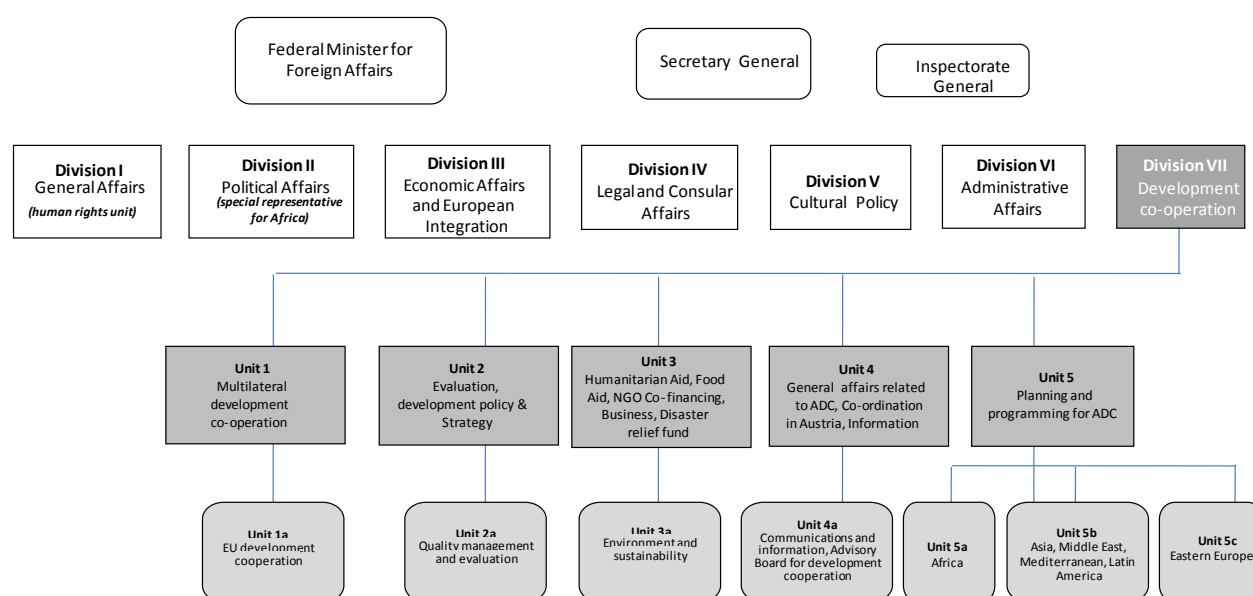 Federal Minister for
Foreign Affairs
Secretary General
Inspectorate
General
Division I
General Affairs
(human rights unit)
Division II
Political Affairs
(special representative
for Africa)
Division III
Economic Affairs
and European
Integration
Division IV
Legal and Consular
Affairs
Division V
Cultural Policy
Division VI
Administrative
Affairs
Division VII
Development
co-operation
Unit 1
Multilateral
development
co-operation
Unit 2
Evaluation,
development policy &
Strategy
Unit 3
Humanitarian Aid, Food
Aid, NGO Co-financing,
Business, Disaster
relief fund
Unit 4
General affairs related
to ADC, Co-ordination
in Austria, Information
Unit 5
Planning and
programming for ADC
Unit 1a
EU development
cooperation
Unit 2a
Quality management
and evaluation
Unit 3a
Environment and
sustainability
Unit 4a
Communications and
information, Advisory
Board for development
cooperation
Unit 5a
Africa
Unit 5b
Asia, Middle East,
Mediterranean, Latin
America
Unit 5c
Eastern Europe